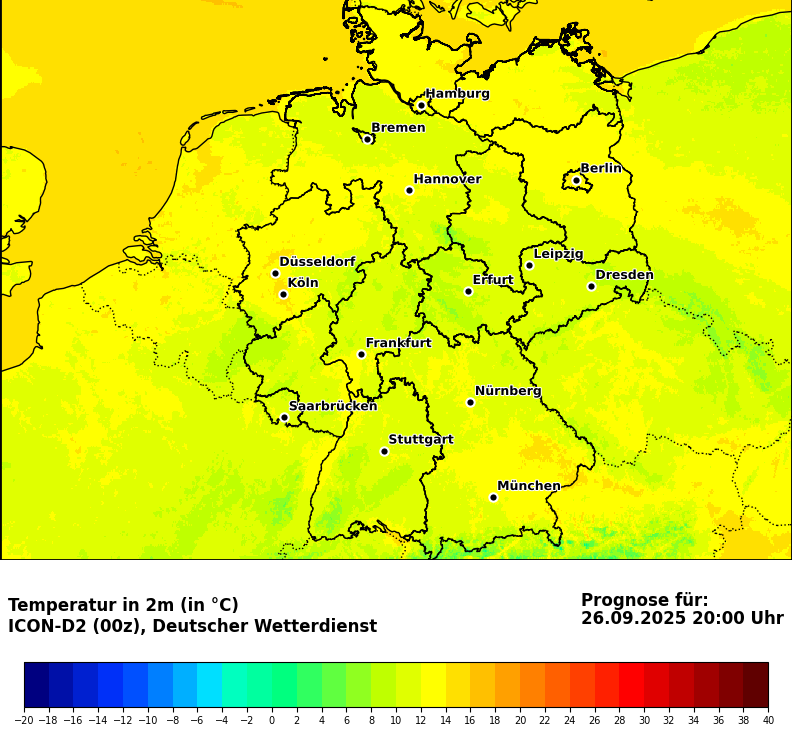 Hamburg
Bremen
Berlin
Hannover
Leipzig
Düsseldorf
Dresden
Erfurt
Köln
Frankfurt
Nürnberg
Saarbrücken
Stuttgart
München
Temperatur in 2m (in °C)
ICON-D2 (00z), Deutscher Wetterdienst
Prognose für:
26.09.2025 20:00 Uhr
−20 −18 −16 −14 −12 −10 −8 −6 −4 −2 0 2 4 6 8 10 12 14 16 18 20 22 24 26 28 30 32 34 36 38 40